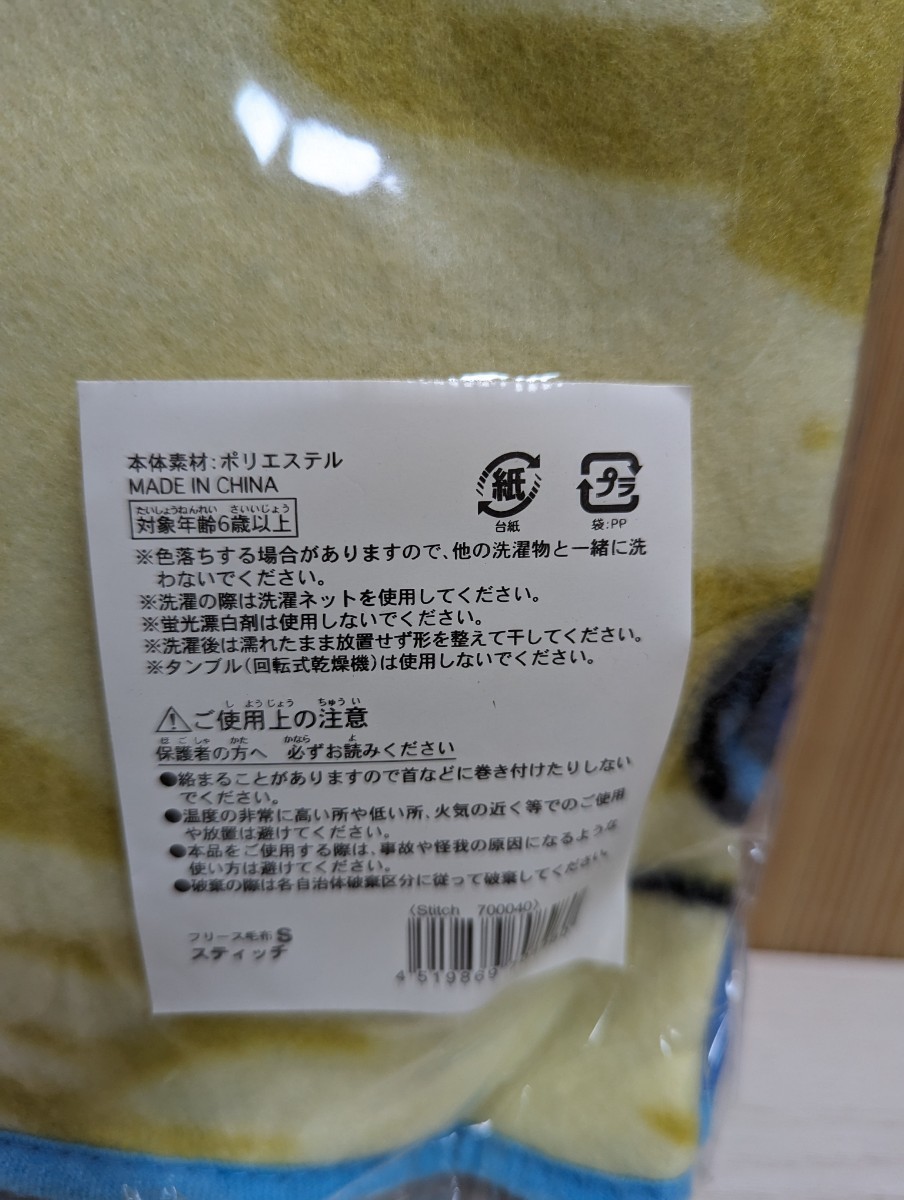 本体素材:ポリエステル
MADE IN CHINA
たいしょうねんれい さいいじょう
対象年齢6歳以上
紙
台紙
プラ
袋:PP
※色落ちする場合がありますので、他の洗濯物と一緒に洗
わないでください。
※洗濯の際は洗濯ネットを使用してください。
※蛍光漂白剤は使用しないでください。
※洗濯後は濡れたまま放置せず形を整えて干してください。
※タンブル(回転式乾燥機)は使用しないでください。
しようじょう ちゅうい
⚠ご使用上の注意
ほごしゃ かた かなら よ
保護者の方へ 必ずお読みください
●絡まることがありますので首などに巻き付けたりしない
でください。
●温度の非常に高い所や低い所、火気の近く等でのご使用
や放置は避けてください。
●本品をご使用する際は、事故や怪我の原因になるような
使い方は避けてください。
●破棄の際は各自治体破棄区分に従って破棄してください。
〈Stitch 700040〉
4 519869
フリース毛布S
スティッチ